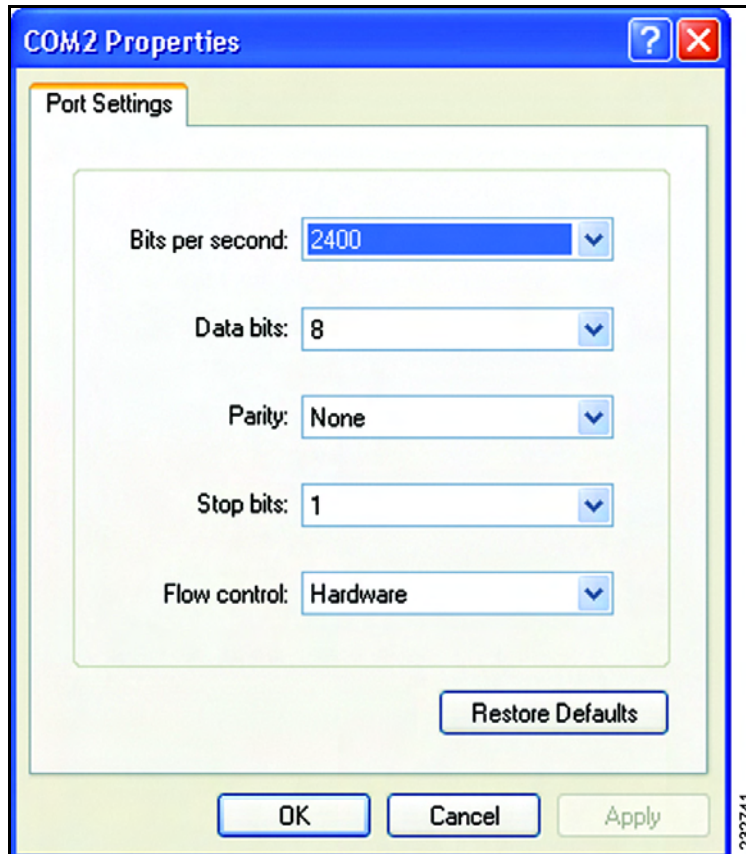 COM2 Properties
Port Settings
Bits per second: 2400
Data bits: 8
Parity: None
Stop bits: 1
Flow control: Hardware
Restore Defaults
OK Cancel Apply